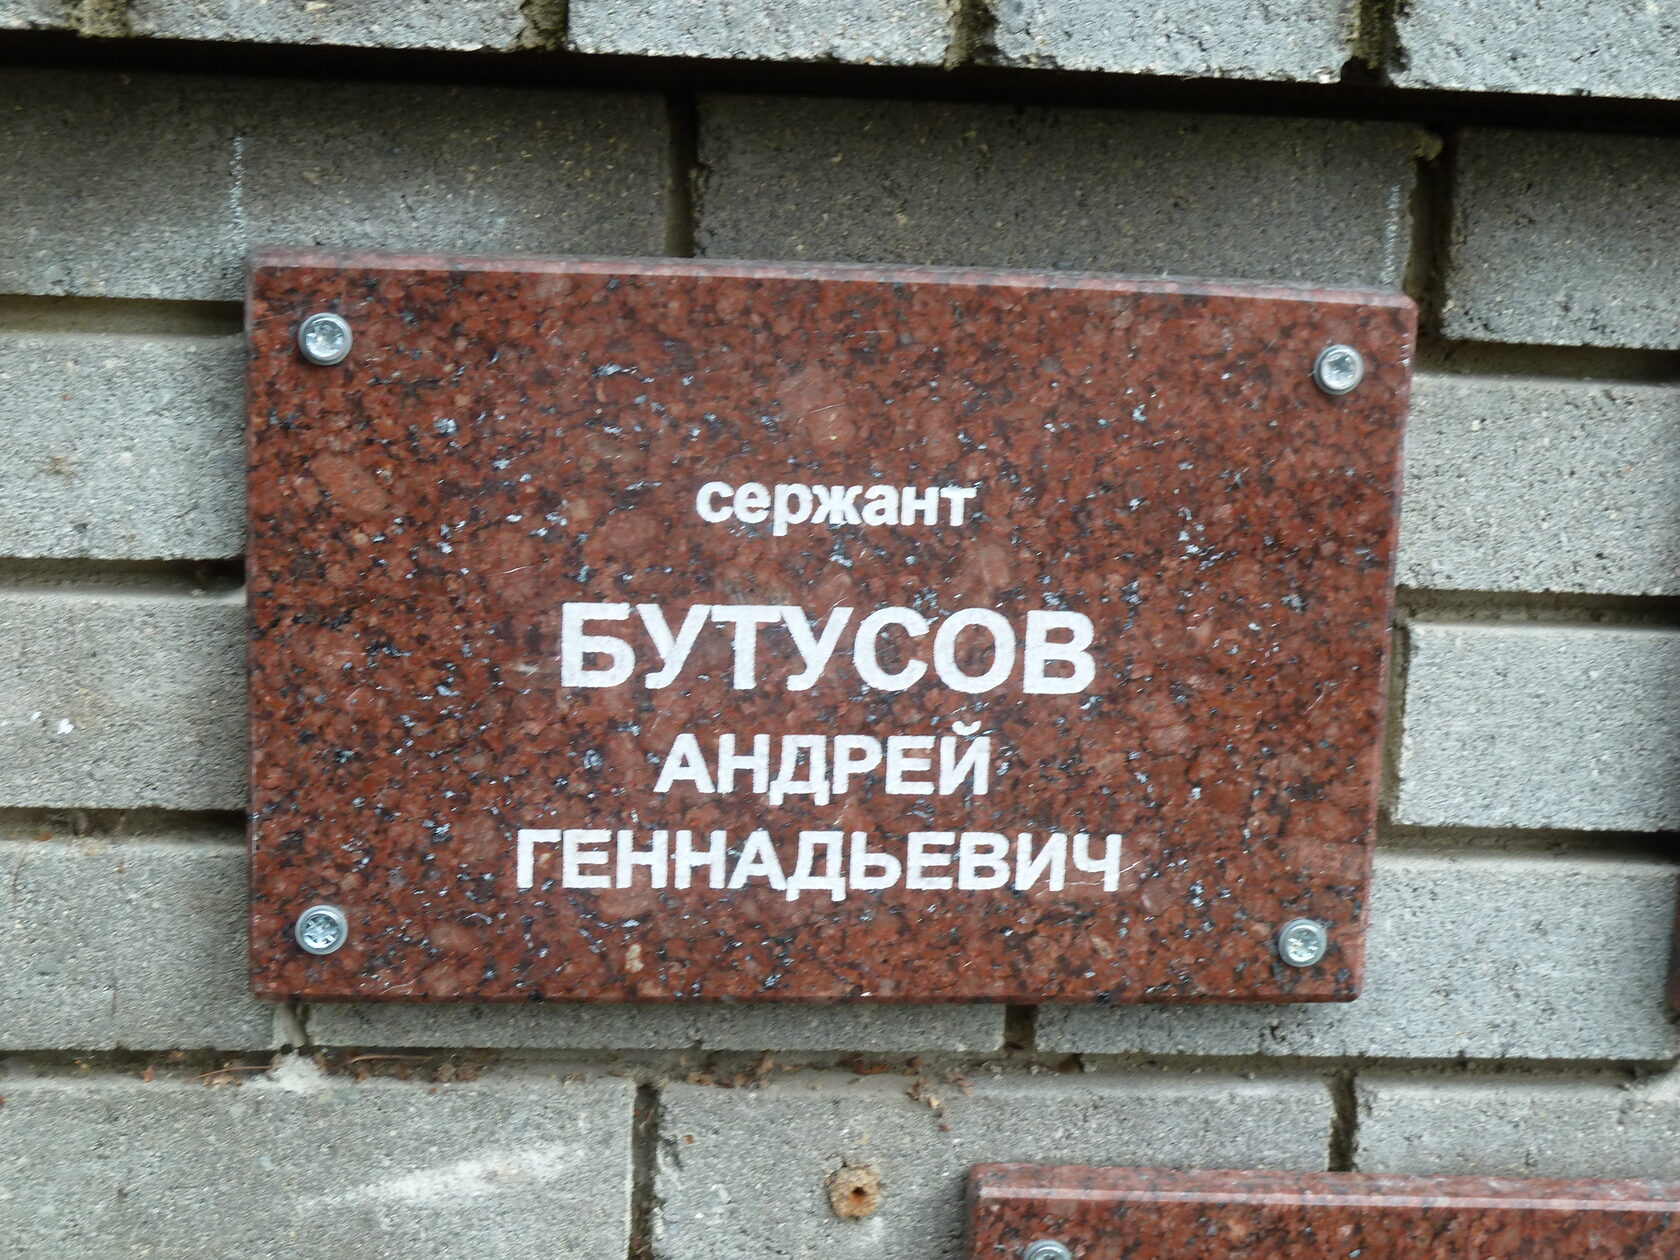 сержант
БУТУСОВ
АНДРЕЙ
ГЕННАДЬЕВИЧ